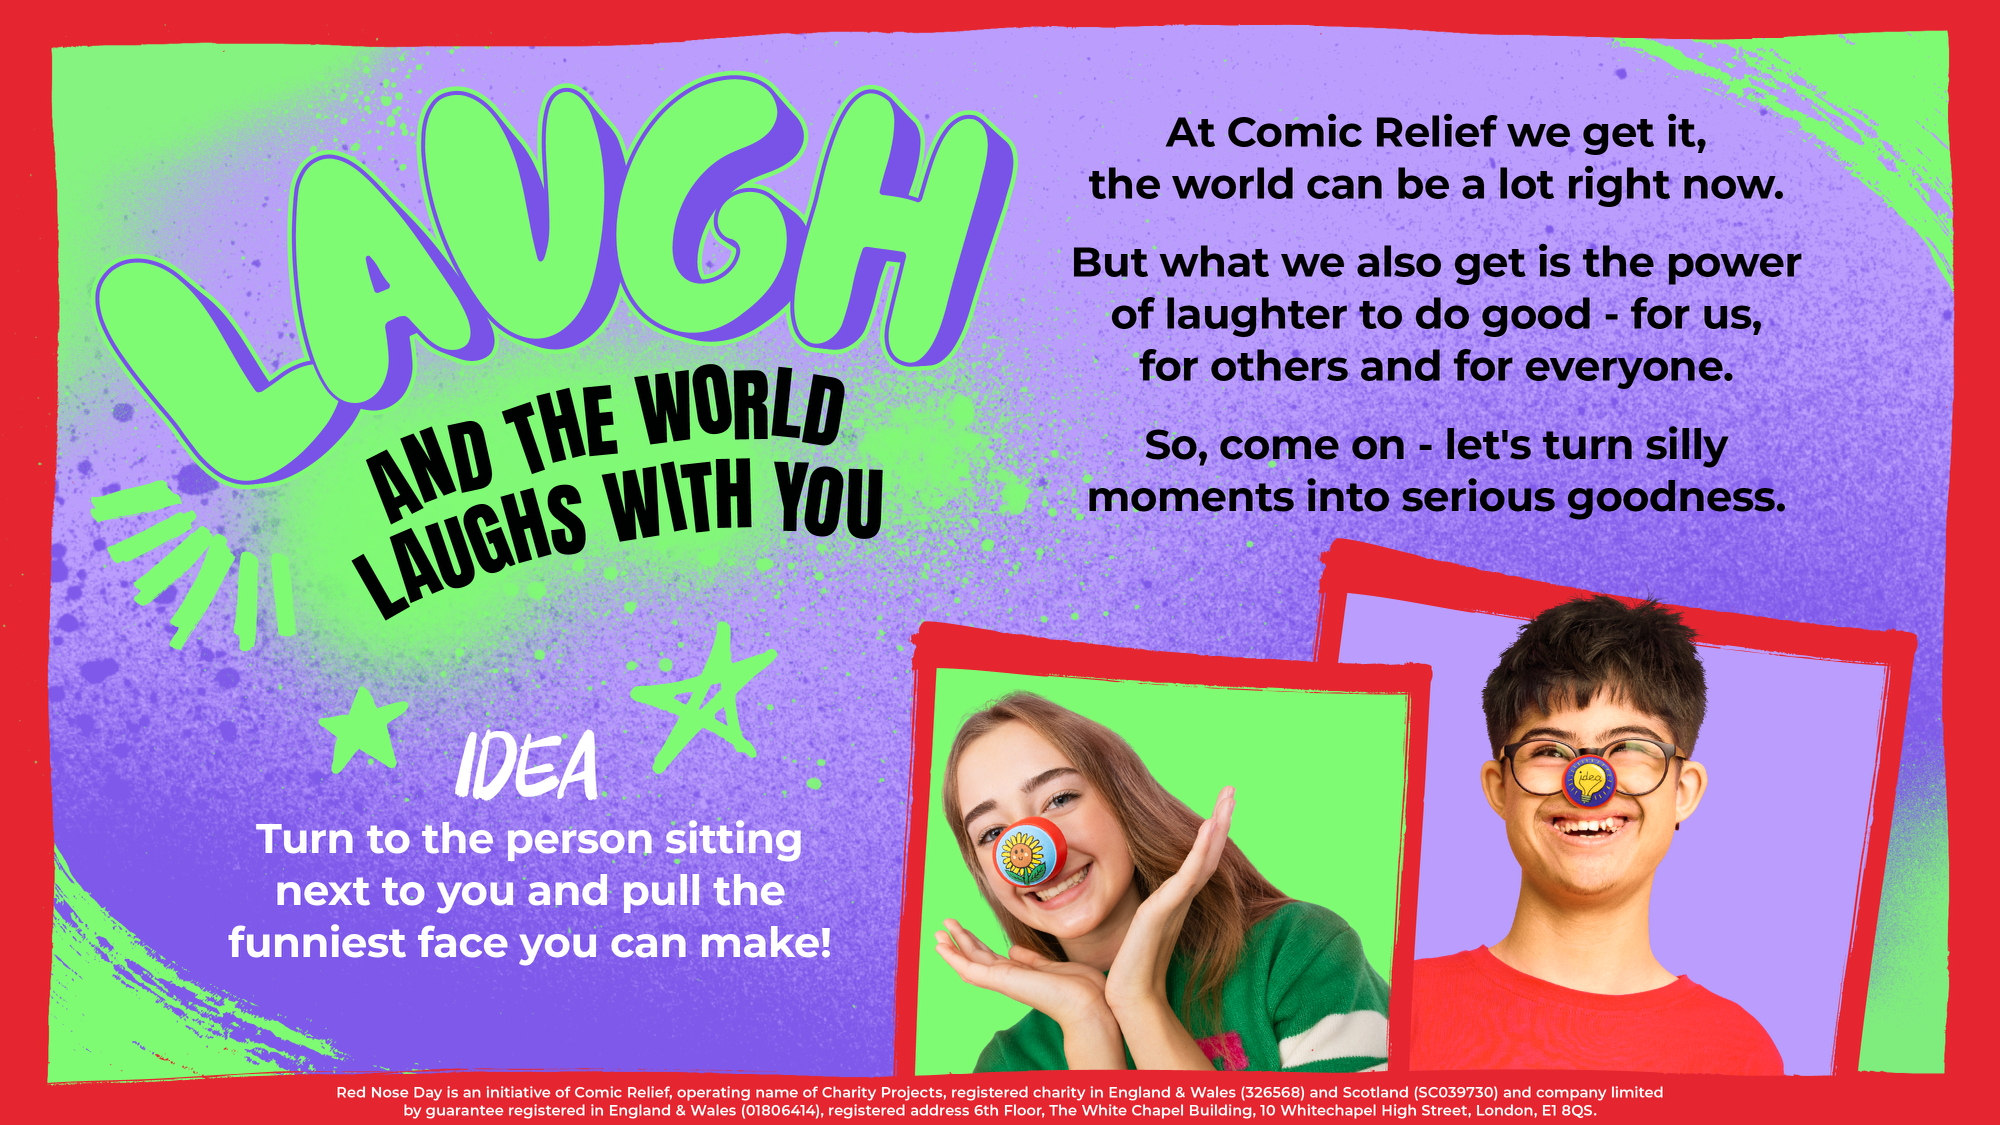 LAUGH
AND THE WORLD
LAUGHS WITH YOU
At Comic Relief we get it,
the world can be a lot right now.
But what we also get is the power
of laughter to do good - for us,
for others and for everyone.
So, come on - let's turn silly
moments into serious goodness.
IDEA
Turn to the person sitting
next to you and pull the
funniest face you can make!
idea
Red Nose Day is an initiative of Comic Relief, operating name of Charity Projects, registered charity in England & Wales (326568) and Scotland (SC039730) and company limited
by guarantee registered in England & Wales (01806414), registered address 6th Floor, The White Chapel Building, 10 Whitechapel High Street, London, E1 8QS.